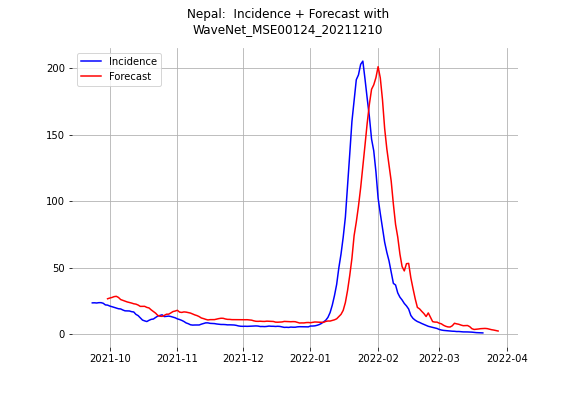 Nepal:  Incidence + Forecast with
WaveNet_MSE00124_20211210
Incidence
Forecast
200
150
100
50
0
2021-10 2021-11 2021-12 2022-01 2022-02 2022-03 2022-04